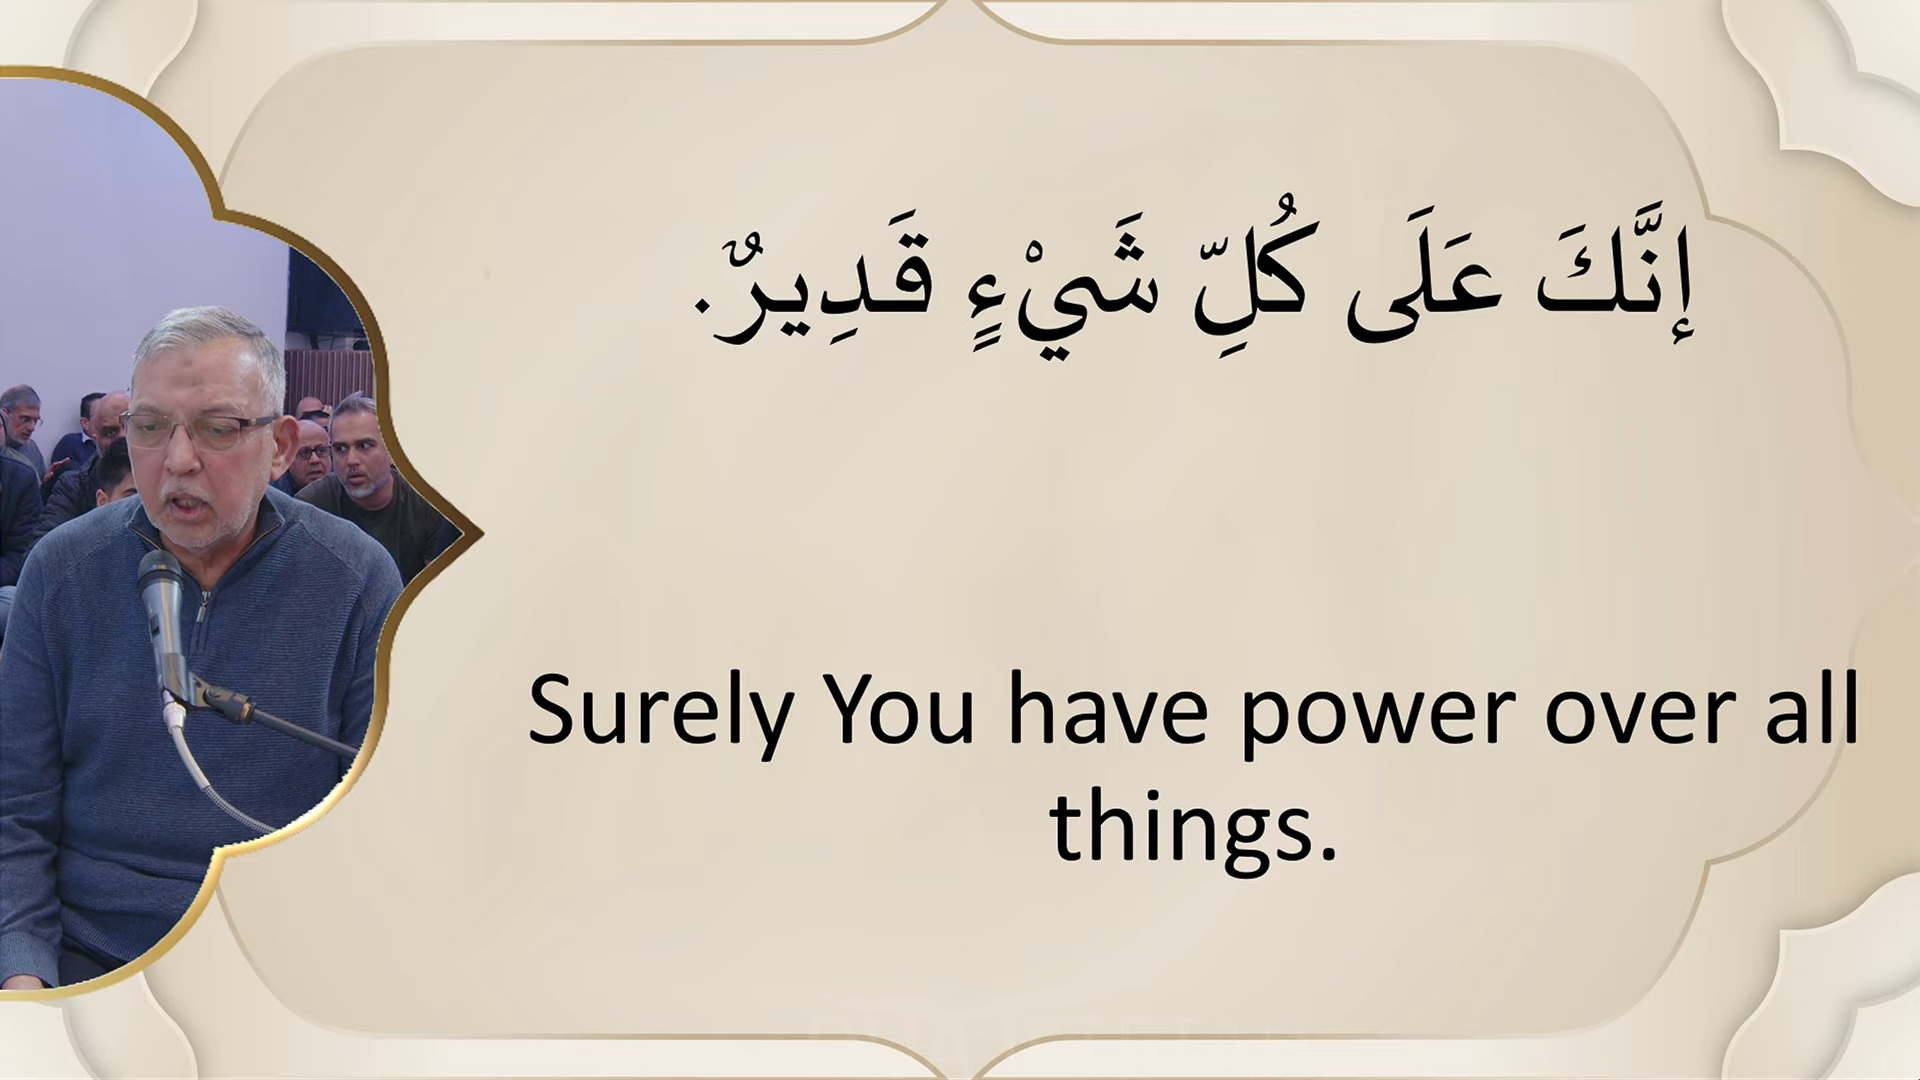 إنَّكَ عَلَى كُلِّ شَيْءٍ قَدِيرٌ.
Surely You have power over all
things.